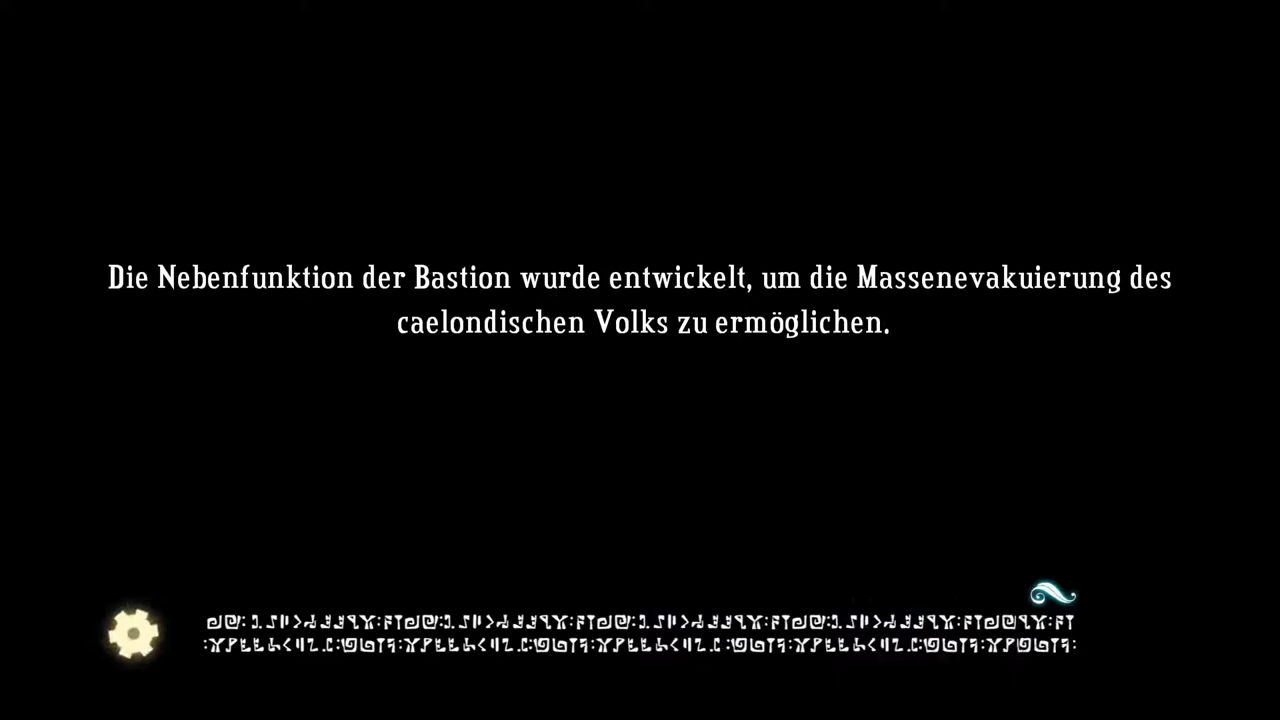 Die Nebenfunktion der Bastion wurde entwickelt, um die Massenevakuierung des
caelondischen Volks zu ermöglichen.